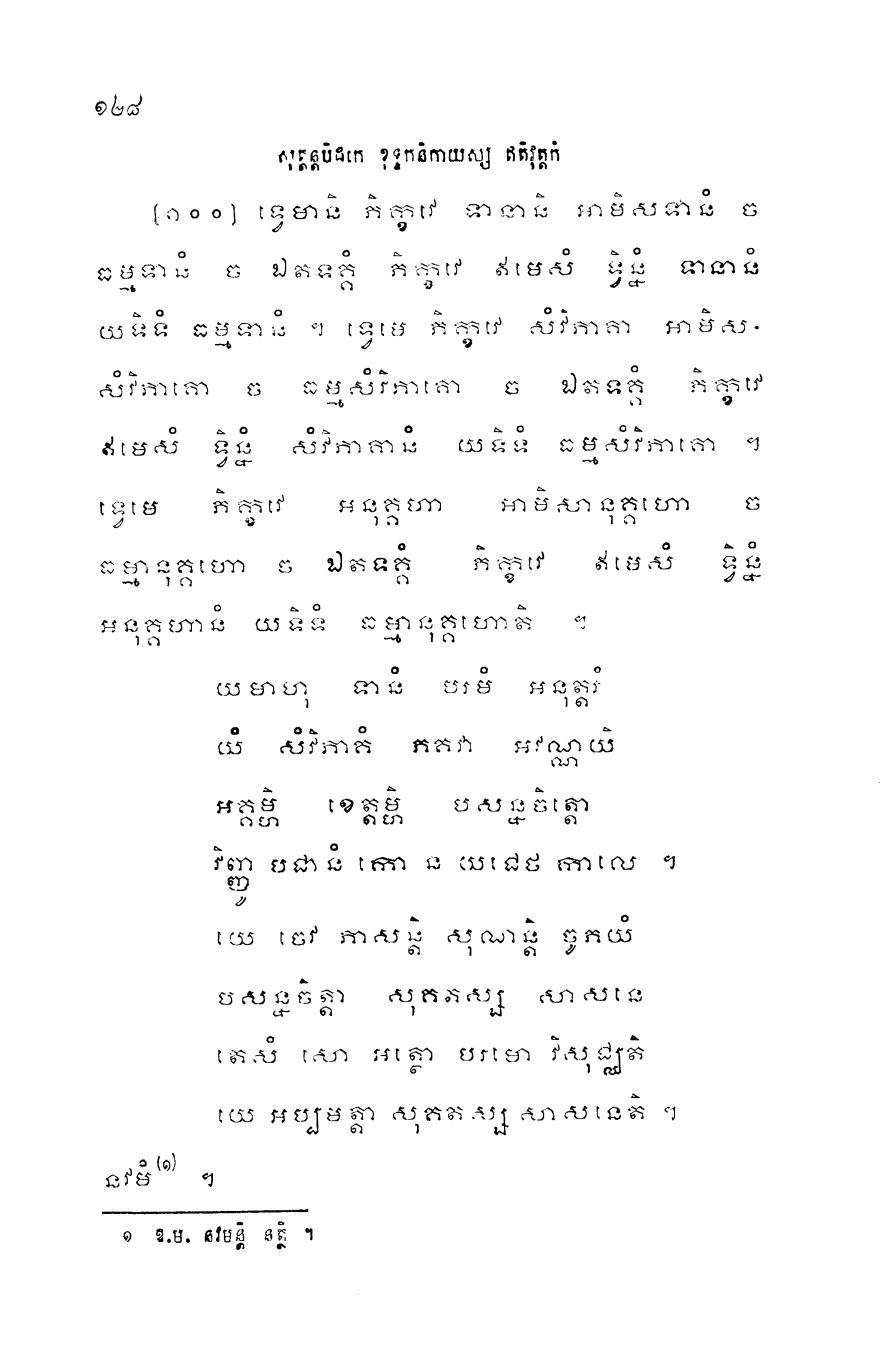 ១២៨
សុត្តន្តបិដកេ ខុទ្ទកនិកាយស្ស ឥតិវុត្តកំ
[១០០] ទ្វេមានិ ភិក្ខវេ ទានានិ អាមិសទានំ ច
ធម្មទានំ ច ឯតទគ្គំ ភិក្ខវេ ឥមេសំ ទ្វិន្នំ ទានានំ
យទិទំ ធម្មទានំ ។ ទ្វេមេ ភិក្ខវេ សំវិភាគា អាមិស-
សំវិភាគោ ច ធម្មសំវិភាគោ ច ឯតទគ្គំ ភិក្ខវេ
ឥមេសំ ទ្វិន្នំ សំវិភាគានំ យទិទំ ធម្មសំវិភាគោ ។
ទ្វេមេ ភិក្ខវេ អនុគ្គហា អាមិសានុគ្គហោ ច
ធម្មានុគ្គហោ ច ឯតទគ្គំ ភិក្ខវេ ឥមេសំ ទ្វិន្នំ
អនុគ្គហានំ យទិទំ ធម្មានុគ្គហោតិ ។
យមាហុ ទានំ បរមំ អនុត្តរំ
យំ សំវិភាគំ ភគវា អវណ្ណយិ
អគ្គម្ហិ ខេត្តម្ហិ បសន្នចិត្តោ
វិញ្ញូ បជានំ កោ ន យជេថ កាលេ ។
យេ ចេវ ភាសន្តិ សុណន្តិ ចូភយំ
បសន្នចិត្តា សុគតស្ស សាសនេ
តេសំ សោ អត្ថោ បរមោ វិសុជ្ឈតិ
យេ អប្បមត្តា សុគតស្ស សាសនេតិ ។
នវមំ (១) ។
១ ឱ.ម. នវមន្តិ នត្ថិ ។